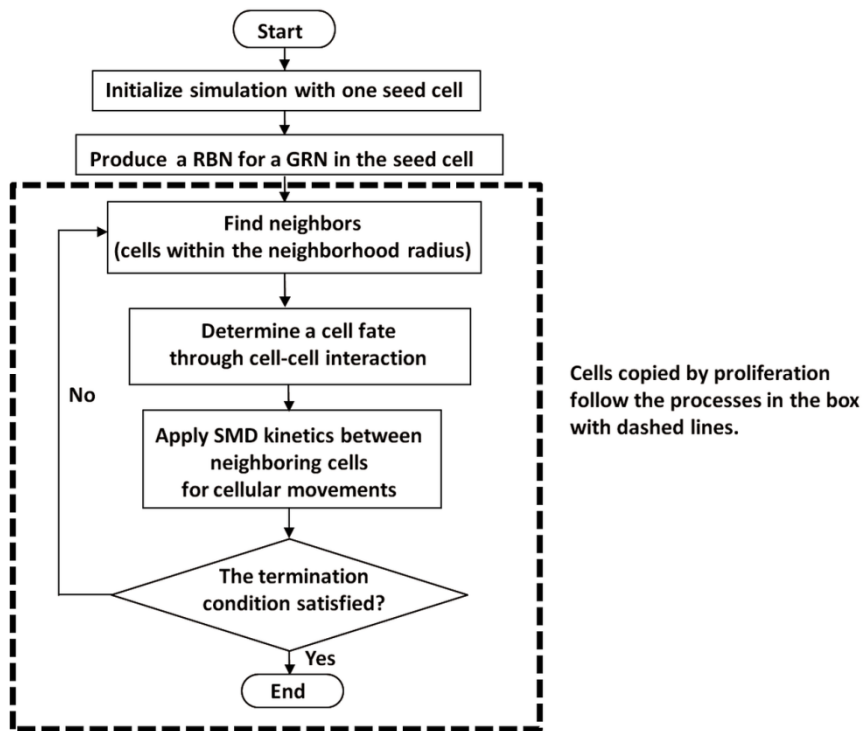 Start
Initialize simulation with one seed cell
Produce a RBN for a GRN in the seed cell
Find neighbors
(cells within the neighborhood radius)
Determine a cell fate
through cell-cell interaction
No
Apply SMD kinetics between
neighboring cells
for cellular movements
The termination
condition satisfied?
Yes
End
Cells copied by proliferation
follow the processes in the box
with dashed lines.